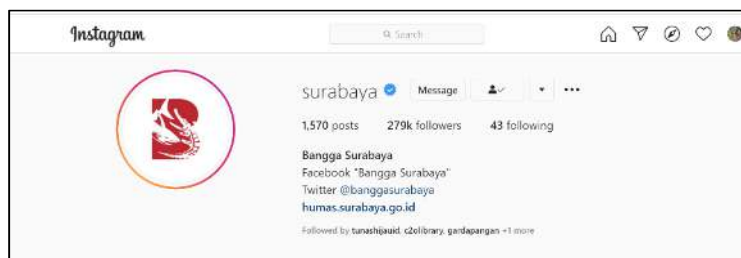 Instagram
Search
surabaya Message
1,570 posts 279k followers 43 following
B
Bangga Surabaya
Facebook "Bangga Surabaya"
Twitter @banggasurabaya
humas.surabaya.go.id
Followed by tunashijauid, c2olibrary, gardapangan +1 more